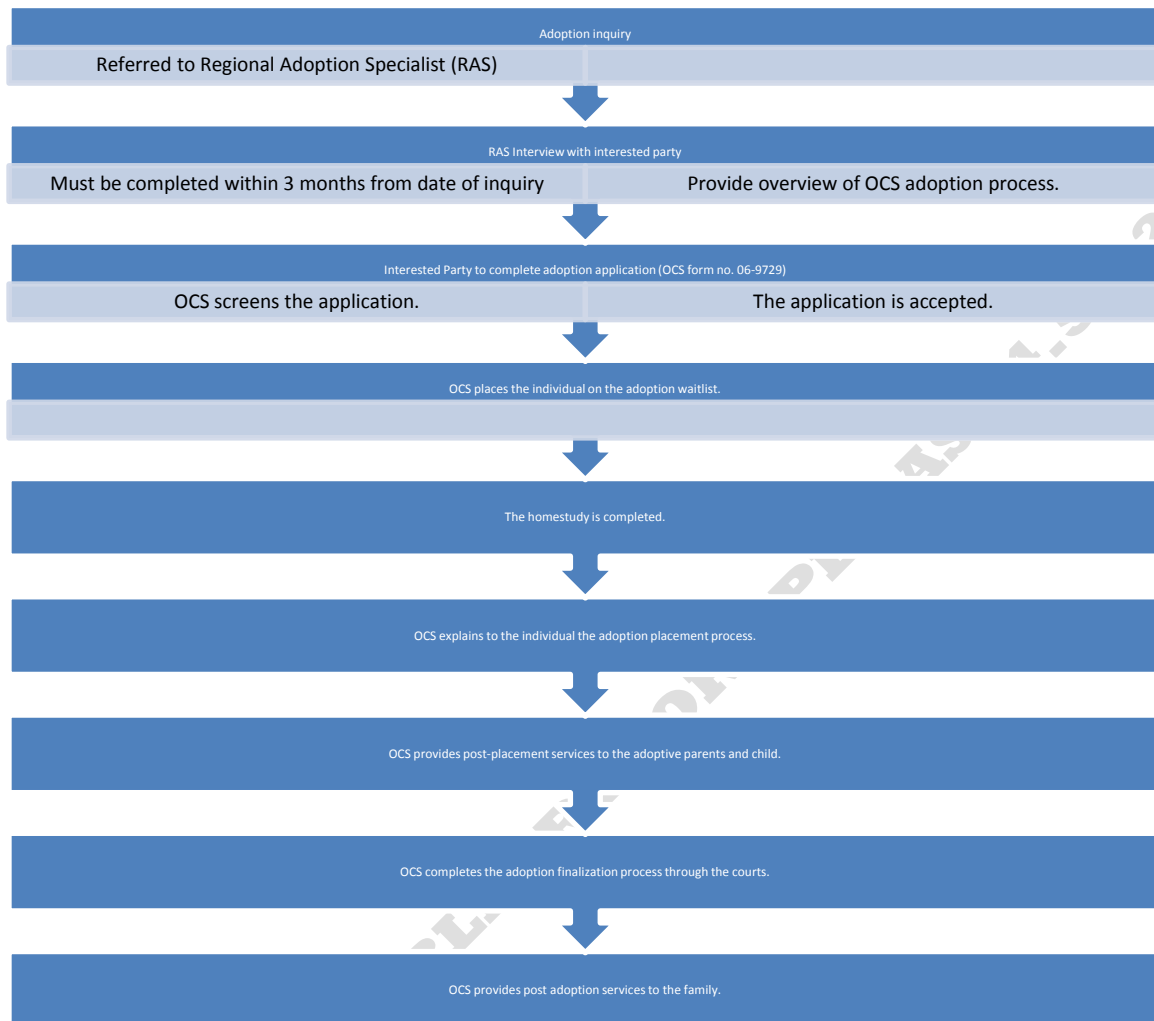 Adoption inquiry
Referred to Regional Adoption Specialist (RAS)
RAS Interview with interested party
Must be completed within 3 months from date of inquiry
Provide overview of OCS adoption process.
Interested Party to complete adoption application (OCS form no. 06-9729)
OCS screens the application.
The application is accepted.
OCS places the individual on the adoption waitlist.
The homestudy is completed.
OCS explains to the individual the adoption placement process.
OCS provides post-placement services to the adoptive parents and child.
OCS completes the adoption finalization process through the courts.
OCS provides post adoption services to the family.